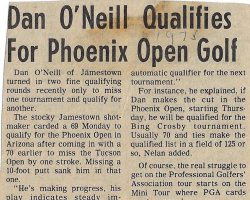 Dan O'Neill Qualifies
For Phoenix Open Golf
Dan O'Neill of Jamestown
turned in two fine qualifying
rounds recently only to miss
one tournament and qualify for
another.
The stocky Jamestown shot-
maker carded a 69 Monday to
qualify for the Phoenix Open in
Arizona after coming in with a
70 earlier to miss the Tucson
Open by one stroke. Missing a
10-foot putt sank him in that
one.
"He's making progress, his
play indicates steady im-
automatic qualifier for the next
tournament."
For instance, he explained, if
Dan makes the cut in the
Phoenix Open, starting Thurs-
day, he will be qualified for the
Bing Crosby tournament.
Usually 70 and ties make the
qualified list in a field of 125 or
so, Nelan added.
Of course, the real struggle to
get on the Professional Golfers'
Association tour starts on the
Mini Tour where PGA cards